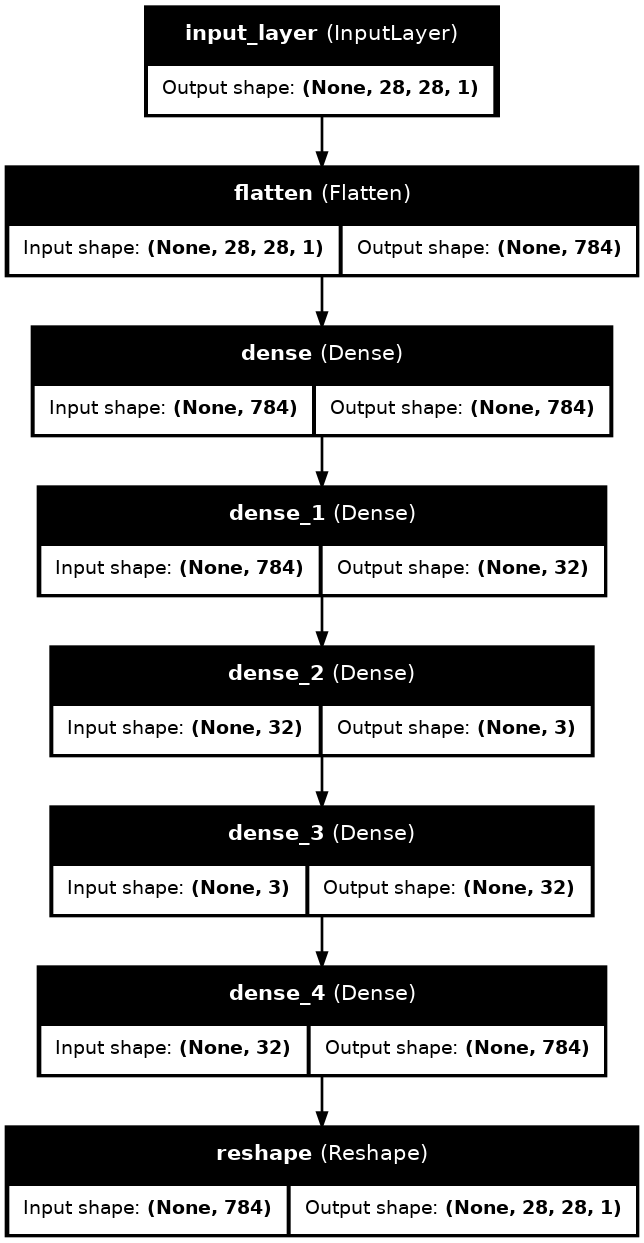 input_layer (InputLayer)
Output shape: (None, 28, 28, 1)
flatten (Flatten)
Input shape: (None, 28, 28, 1) Output shape: (None, 784)
dense (Dense)
Input shape: (None, 784) Output shape: (None, 784)
dense_1 (Dense)
Input shape: (None, 784) Output shape: (None, 32)
dense_2 (Dense)
Input shape: (None, 32) Output shape: (None, 3)
dense_3 (Dense)
Input shape: (None, 3) Output shape: (None, 32)
dense_4 (Dense)
Input shape: (None, 32) Output shape: (None, 784)
reshape (Reshape)
Input shape: (None, 784) Output shape: (None, 28, 28, 1)